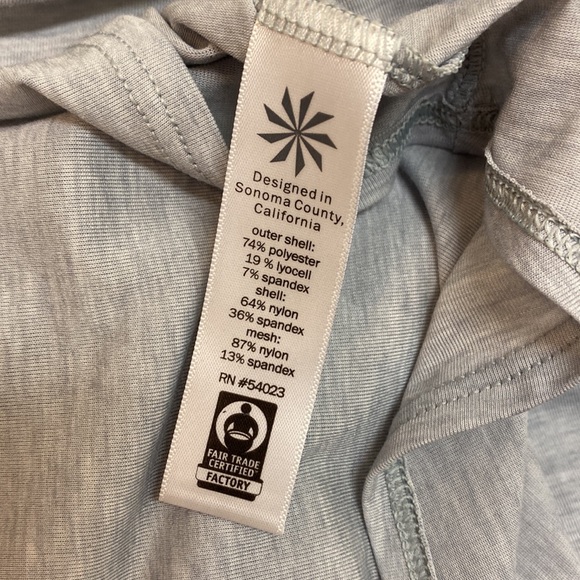 Designed in
Sonoma County,
California
outer shell:
74% polyester
19 % lyocell
7% spandex
shell:
64% nylon
36% spandex
mesh:
87% nylon
13% spandex
RN #54023
FAIR TRADE
CERTIFIED™
FACTORY